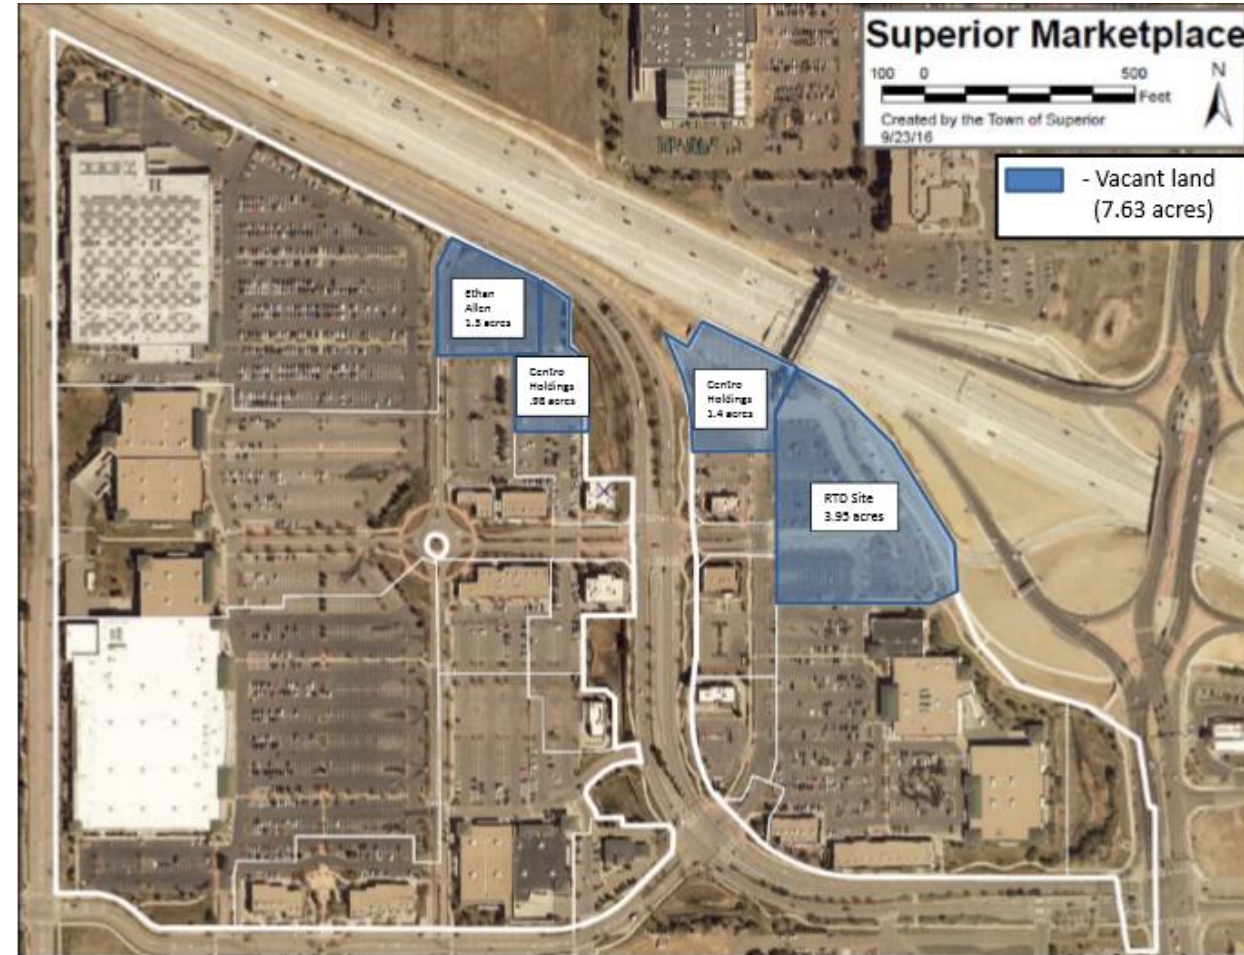 Superior Marketplace
100 0 500
Feet
N
Created by the Town of Superior
9/23/16
- Vacant land
(7.63 acres)
Ethan
Allen
1.3 acres
Centro
Holdings
.98 acres
Centro
Holdings
1.4 acres
RTD Site
3.95 acres